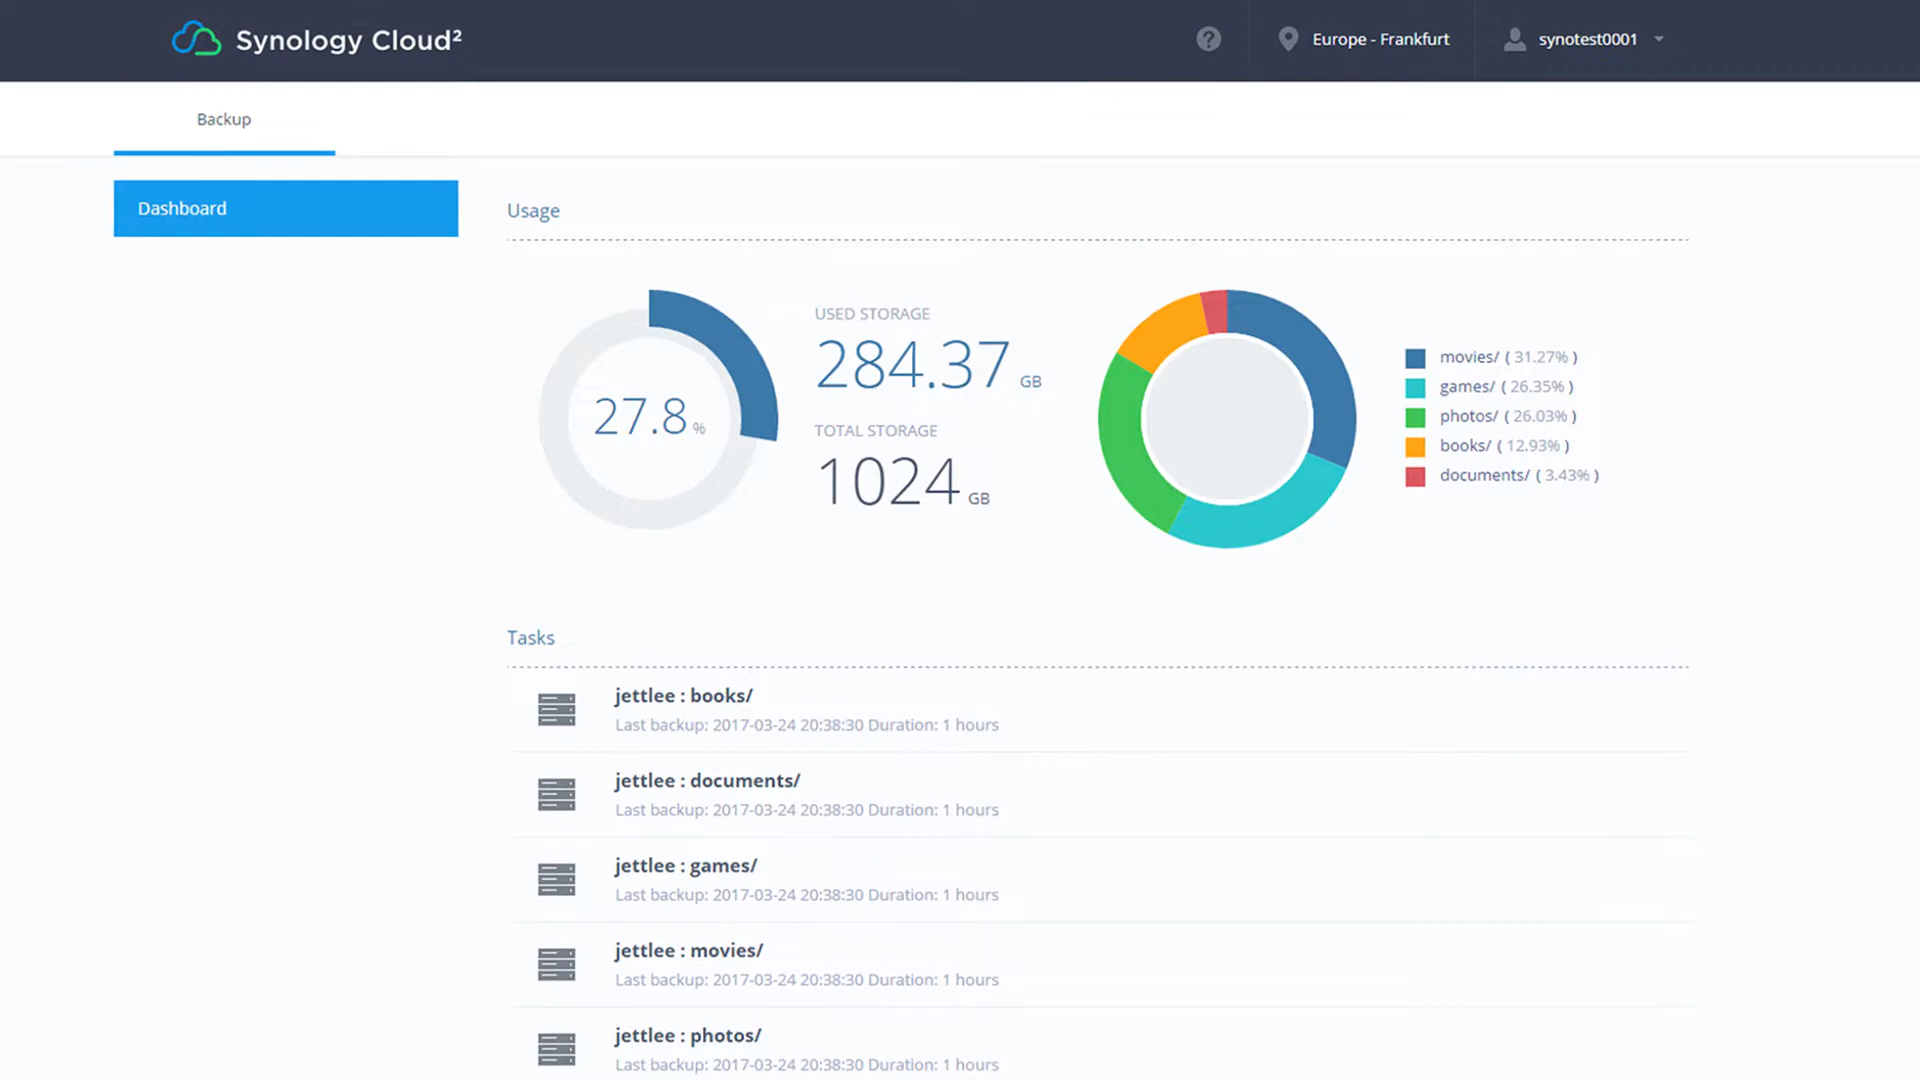 Synology Cloud²
Europe - Frankfurt
synotest0001
Backup
Dashboard
Usage
27.8 %
USED STORAGE
284.37 GB
TOTAL STORAGE
1024 GB
movies/ ( 31.27% )
games/ ( 26.35% )
photos/ ( 26.03% )
books/ ( 12.93% )
documents/ ( 3.43% )
Tasks
jettlee : books/
Last backup: 2017-03-24 20:38:30 Duration: 1 hours
jettlee : documents/
Last backup: 2017-03-24 20:38:30 Duration: 1 hours
jettlee : games/
Last backup: 2017-03-24 20:38:30 Duration: 1 hours
jettlee : movies/
Last backup: 2017-03-24 20:38:30 Duration: 1 hours
jettlee : photos/
Last backup: 2017-03-24 20:38:30 Duration: 1 hours